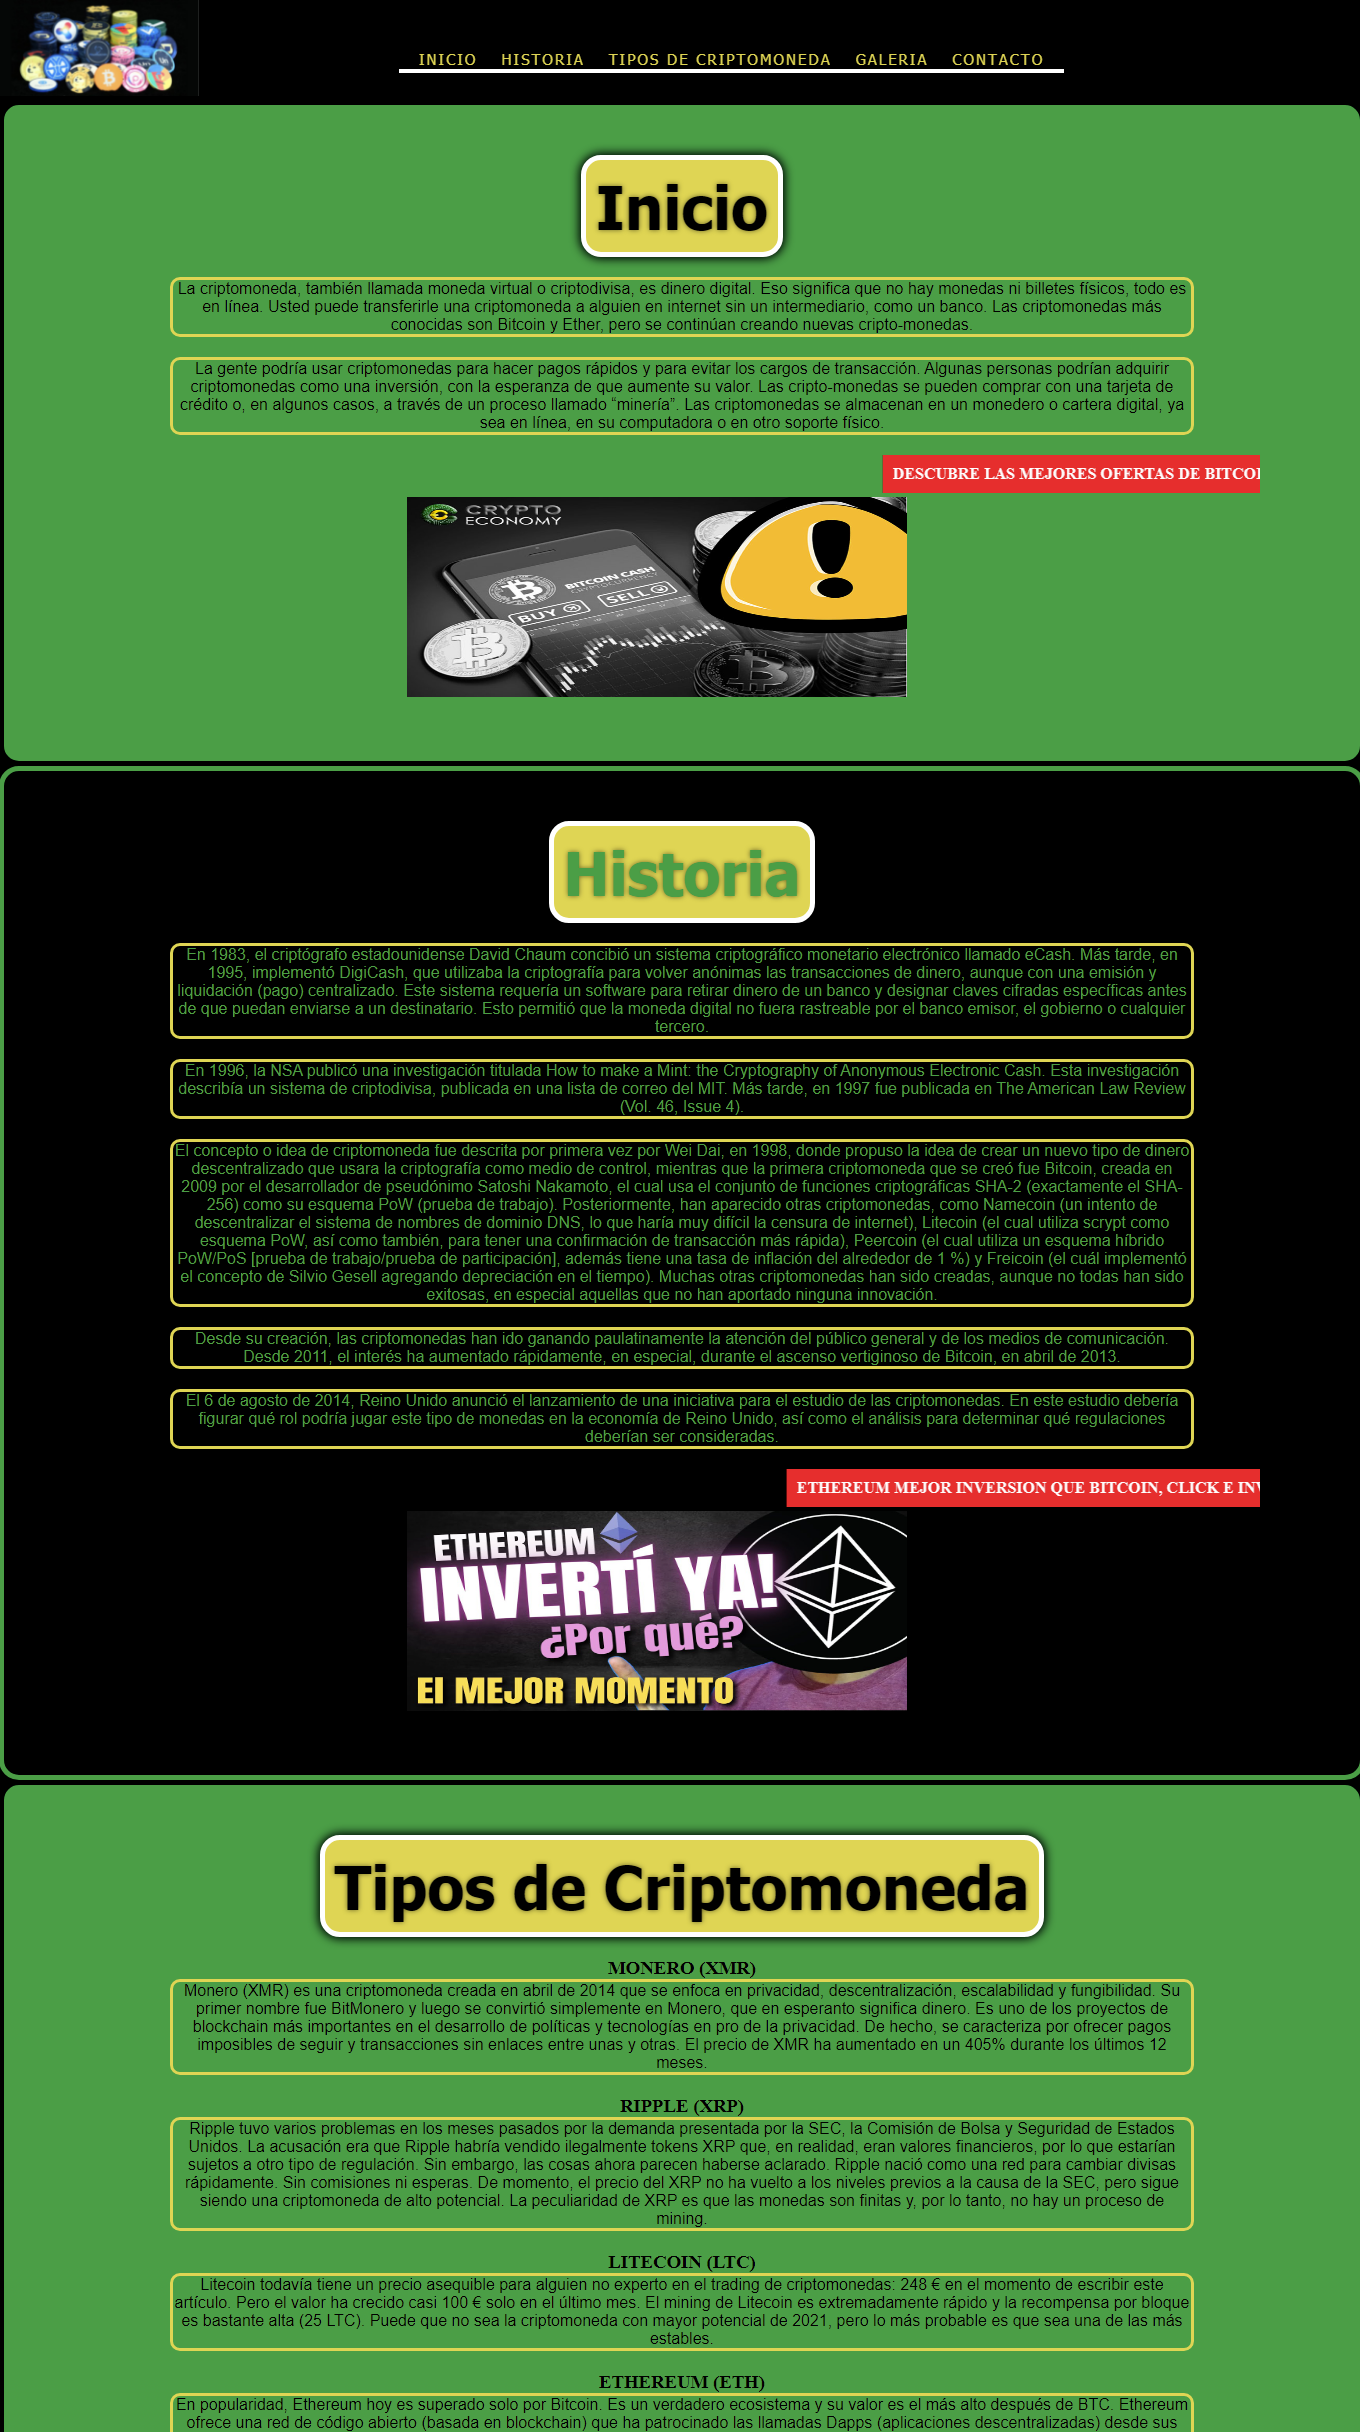 INICIO HISTORIA TIPOS DE CRIPTOMONEDA GALERIA CONTACTO
Inicio
La criptomoneda, también llamada moneda virtual o criptodivisa, es dinero digital. Eso significa que no hay monedas ni billetes físicos, todo es
en línea. Usted puede transferirle una criptomoneda a alguien en internet sin un intermediario, como un banco. Las criptomonedas más
conocidas son Bitcoin y Ether, pero se continúan creando nuevas cripto-monedas.
La gente podría usar criptomonedas para hacer pagos rápidos y para evitar los cargos de transacción. Algunas personas podrían adquirir
criptomonedas como una inversión, con la esperanza de que aumente su valor. Las cripto-monedas se pueden comprar con una tarjeta de
crédito o, en algunos casos, a través de un proceso llamado “minería”. Las criptomonedas se almacenan en un monedero o cartera digital, ya
sea en línea, en su computadora o en otro soporte físico.
DESCUBRE LAS MEJORES OFERTAS DE BITCOI
CRYPTO
ECONOMY
BITCOIN CASH
CRYPTOCURRENCY
BUY SELL
Historia
En 1983, el criptógrafo estadounidense David Chaum concibió un sistema criptográfico monetario electrónico llamado eCash. Más tarde, en
1995, implementó DigiCash, que utilizaba la criptografía para volver anónimas las transacciones de dinero, aunque con una emisión y
liquidación (pago) centralizado. Este sistema requería un software para retirar dinero de un banco y designar claves cifradas específicas antes
de que puedan enviarse a un destinatario. Esto permitió que la moneda digital no fuera rastreable por el banco emisor, el gobierno o cualquier
tercero.
En 1996, la NSA publicó una investigación titulada How to make a Mint: the Cryptography of Anonymous Electronic Cash. Esta investigación
describía un sistema de criptodivisa, publicada en una lista de correo del MIT. Más tarde, en 1997 fue publicada en The American Law Review
(Vol. 46, Issue 4).
El concepto o idea de criptomoneda fue descrita por primera vez por Wei Dai, en 1998, donde propuso la idea de crear un nuevo tipo de dinero
descentralizado que usara la criptografía como medio de control, mientras que la primera criptomoneda que se creó fue Bitcoin, creada en
2009 por el desarrollador de pseudónimo Satoshi Nakamoto, el cual usa el conjunto de funciones criptográficas SHA-2 (exactamente el SHA-
256) como su esquema PoW (prueba de trabajo). Posteriormente, han aparecido otras criptomonedas, como Namecoin (un intento de
descentralizar el sistema de nombres de dominio DNS, lo que haría muy difícil la censura de internet), Litecoin (el cual utiliza scrypt como
esquema PoW, así como también, para tener una confirmación de transacción más rápida), Peercoin (el cual utiliza un esquema híbrido
PoW/PoS [prueba de trabajo/prueba de participación], además tiene una tasa de inflación del alrededor de 1 %) y Freicoin (el cuál implementó
el concepto de Silvio Gesell agregando depreciación en el tiempo). Muchas otras criptomonedas han sido creadas, aunque no todas han sido
exitosas, en especial aquellas que no han aportado ninguna innovación.
Desde su creación, las criptomonedas han ido ganando paulatinamente la atención del público general y de los medios de comunicación.
Desde 2011, el interés ha aumentado rápidamente, en especial, durante el ascenso vertiginoso de Bitcoin, en abril de 2013.
El 6 de agosto de 2014, Reino Unido anunció el lanzamiento de una iniciativa para el estudio de las criptomonedas. En este estudio debería
figurar qué rol podría jugar este tipo de monedas en la economía de Reino Unido, así como el análisis para determinar qué regulaciones
deberían ser consideradas.
ETHEREUM MEJOR INVERSION QUE BITCOIN, CLICK E INV
ETHEREUM
INVERTÍ YA!
¿Por qué?
El MEJOR MOMENTO
Tipos de Criptomoneda
MONERO (XMR)
Monero (XMR) es una criptomoneda creada en abril de 2014 que se enfoca en privacidad, descentralización, escalabilidad y fungibilidad. Su
primer nombre fue BitMonero y luego se convirtió simplemente en Monero, que en esperanto significa dinero. Es uno de los proyectos de
blockchain más importantes en el desarrollo de políticas y tecnologías en pro de la privacidad. De hecho, se caracteriza por ofrecer pagos
imposibles de seguir y transacciones sin enlaces entre unas y otras. El precio de XMR ha aumentado en un 405% durante los últimos 12
meses.
RIPPLE (XRP)
Ripple tuvo varios problemas en los meses pasados por la demanda presentada por la SEC, la Comisión de Bolsa y Seguridad de Estados
Unidos. La acusación era que Ripple habría vendido ilegalmente tokens XRP que, en realidad, eran valores financieros, por lo que estarían
sujetos a otro tipo de regulación. Sin embargo, las cosas ahora parecen haberse aclarado. Ripple nació como una red para cambiar divisas
rápidamente. Sin comisiones ni esperas. De momento, el precio del XRP no ha vuelto a los niveles previos a la causa de la SEC, pero sigue
siendo una criptomoneda de alto potencial. La peculiaridad de XRP es que las monedas son finitas y, por lo tanto, no hay un proceso de
mining.
LITECOIN (LTC)
Litecoin todavía tiene un precio asequible para alguien no experto en el trading de criptomonedas: 248 € en el momento de escribir este
artículo. Pero el valor ha crecido casi 100 € solo en el último mes. El mining de Litecoin es extremadamente rápido y la recompensa por bloque
es bastante alta (25 LTC). Puede que no sea la criptomoneda con mayor potencial de 2021, pero lo más probable es que sea una de las más
estables.
ETHEREUM (ETH)
En popularidad, Ethereum hoy es superado solo por Bitcoin. Es un verdadero ecosistema y su valor es el más alto después de BTC. Ethereum
ofrece una red de código abierto (basada en blockchain) que ha patrocinado las llamadas Dapps (aplicaciones descentralizadas) desde sus